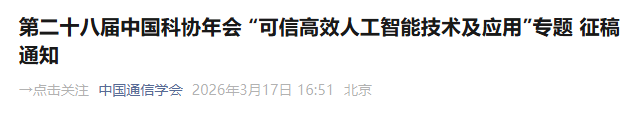 第二十八届中国科协年会 “可信高效人工智能技术及应用”专题 征稿
通知
→点击关注 中国通信学会 2026年3月17日 16:51 北京